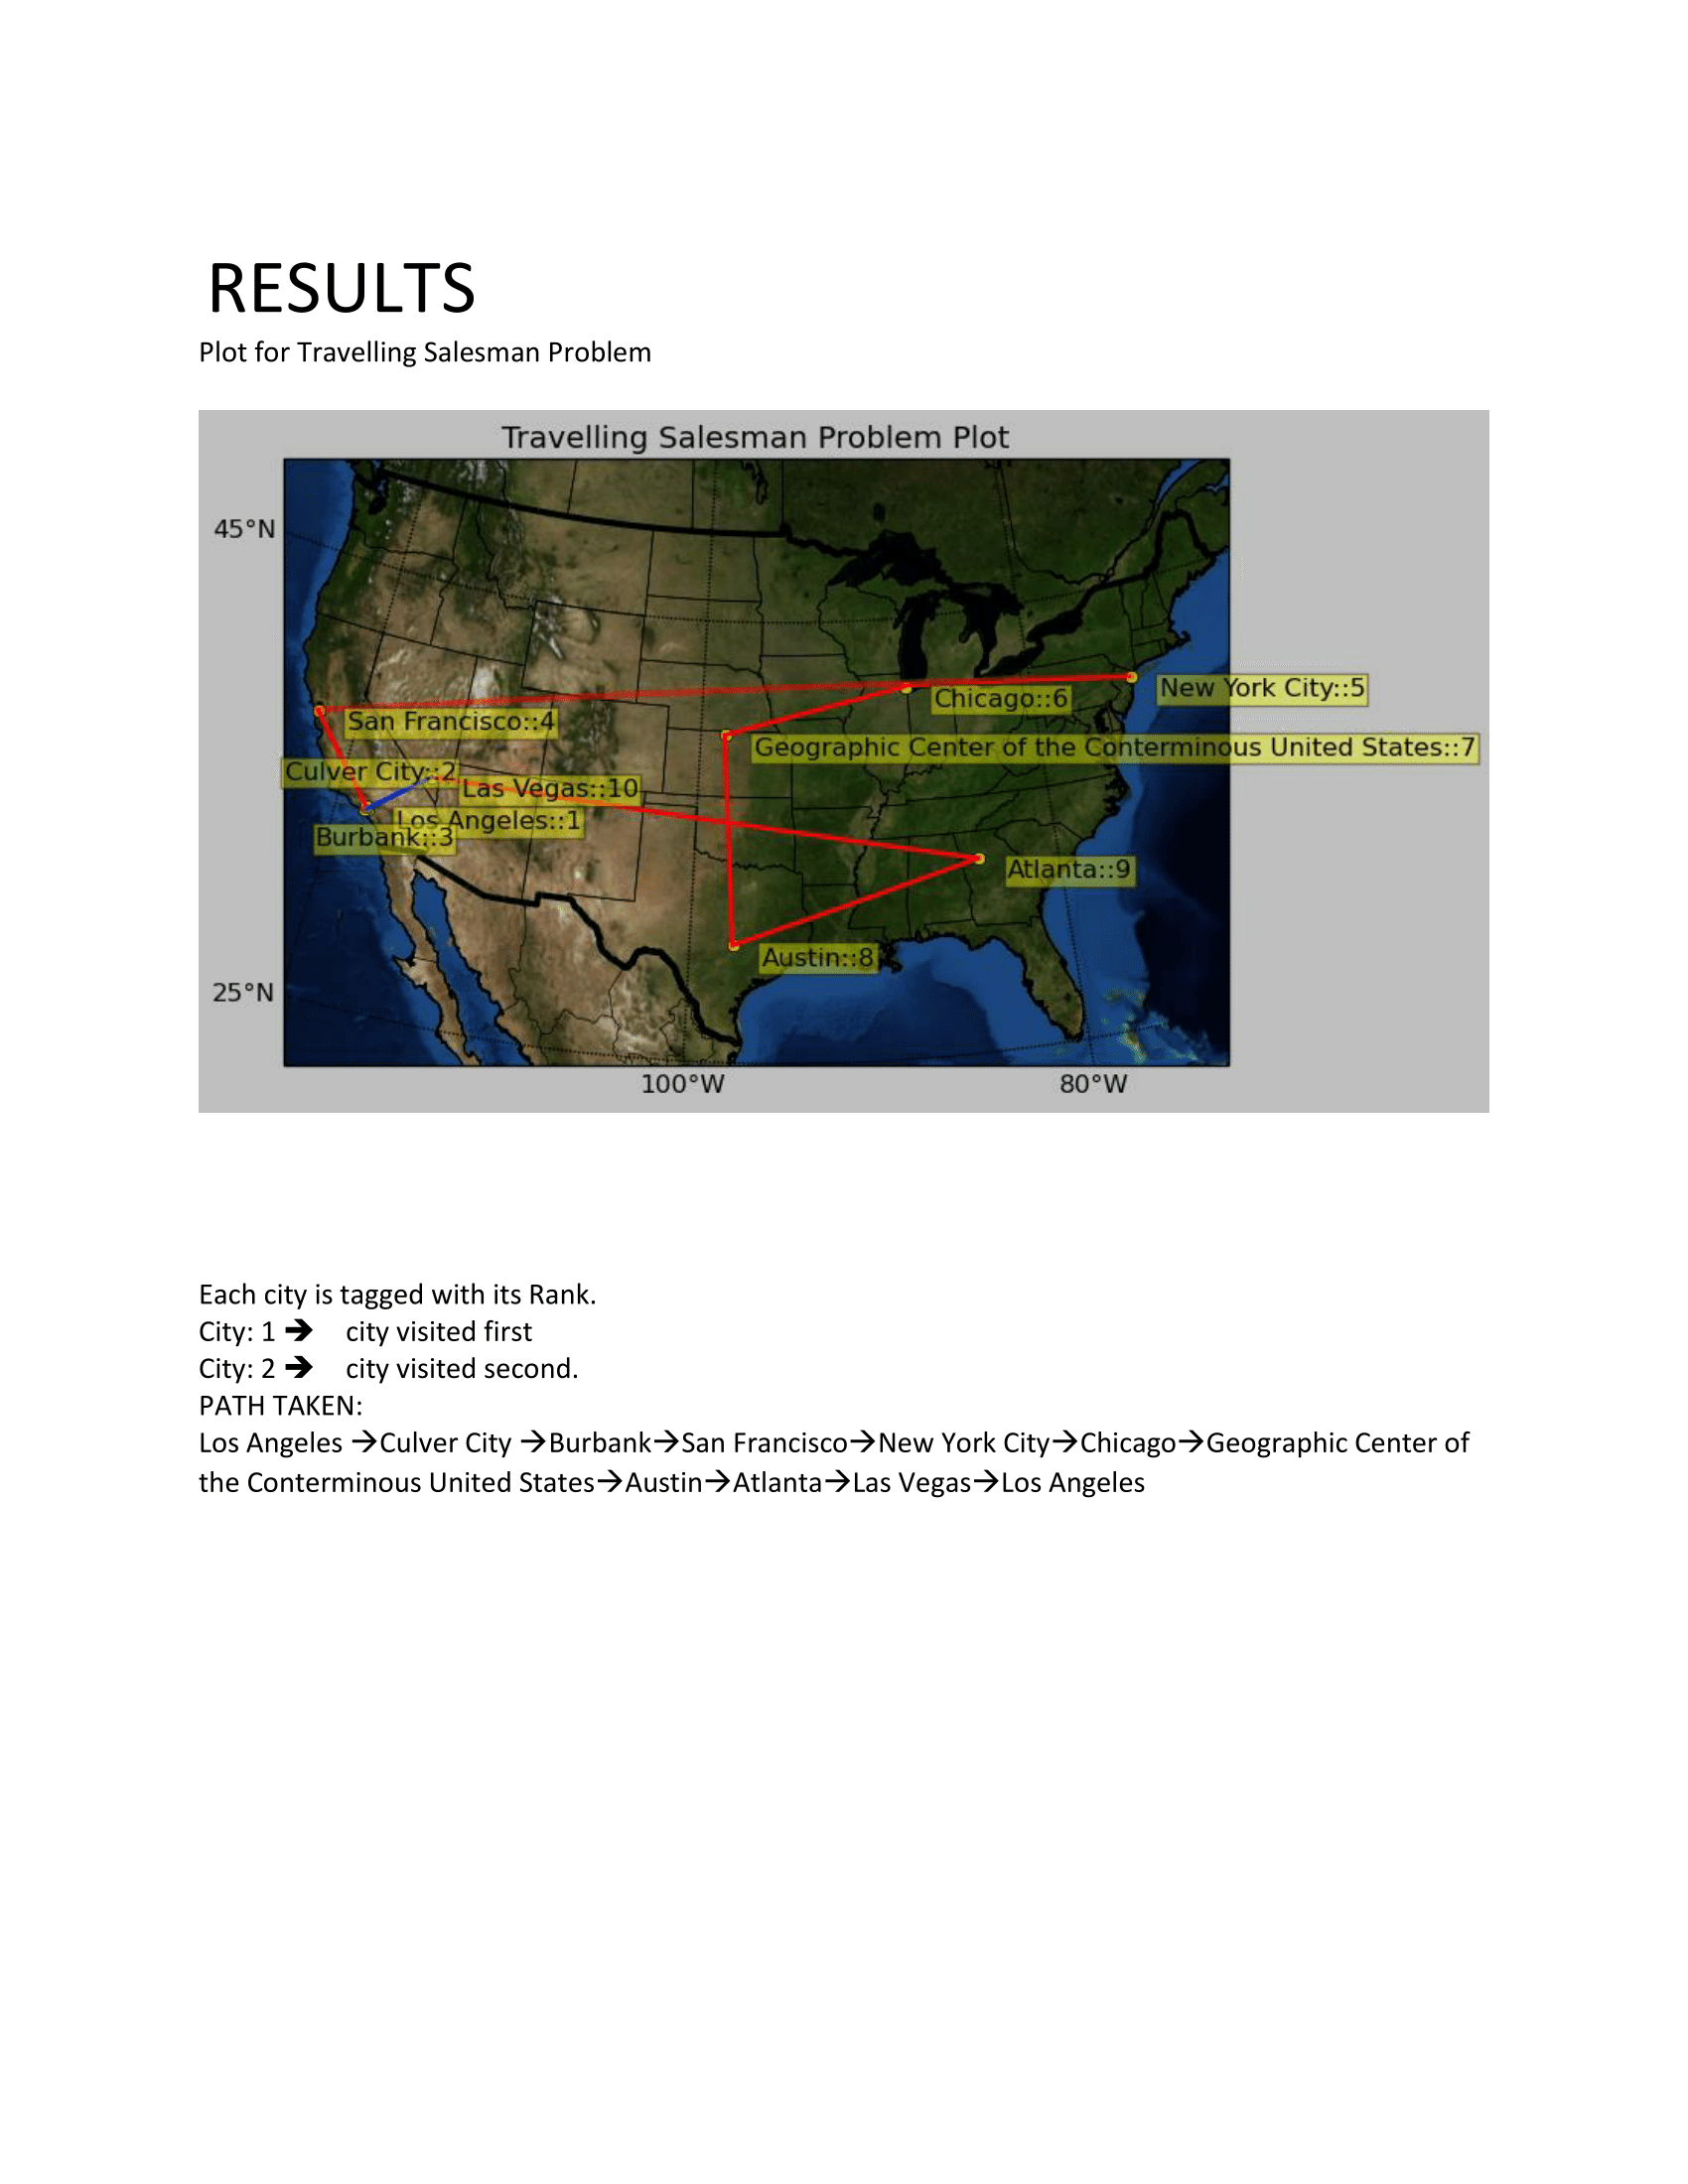 RESULTS
Plot for Travelling Salesman Problem
Travelling Salesman Problem Plot
45°N
New York City::5
Chicago::6
San Francisco::4
Geographic Center of the Conterminous United States::7
Culver City::2
Las Vegas::10
Los Angeles::1
Burbank::3
Atlanta::9
Austin::8
25°N
100°W 80°W
Each city is tagged with its Rank.
City: 1 ➔ city visited first
City: 2 ➔ city visited second.
PATH TAKEN:
Los Angeles →Culver City →Burbank→San Francisco→New York City→Chicago→Geographic Center of
the Conterminous United States→Austin→Atlanta→Las Vegas→Los Angeles